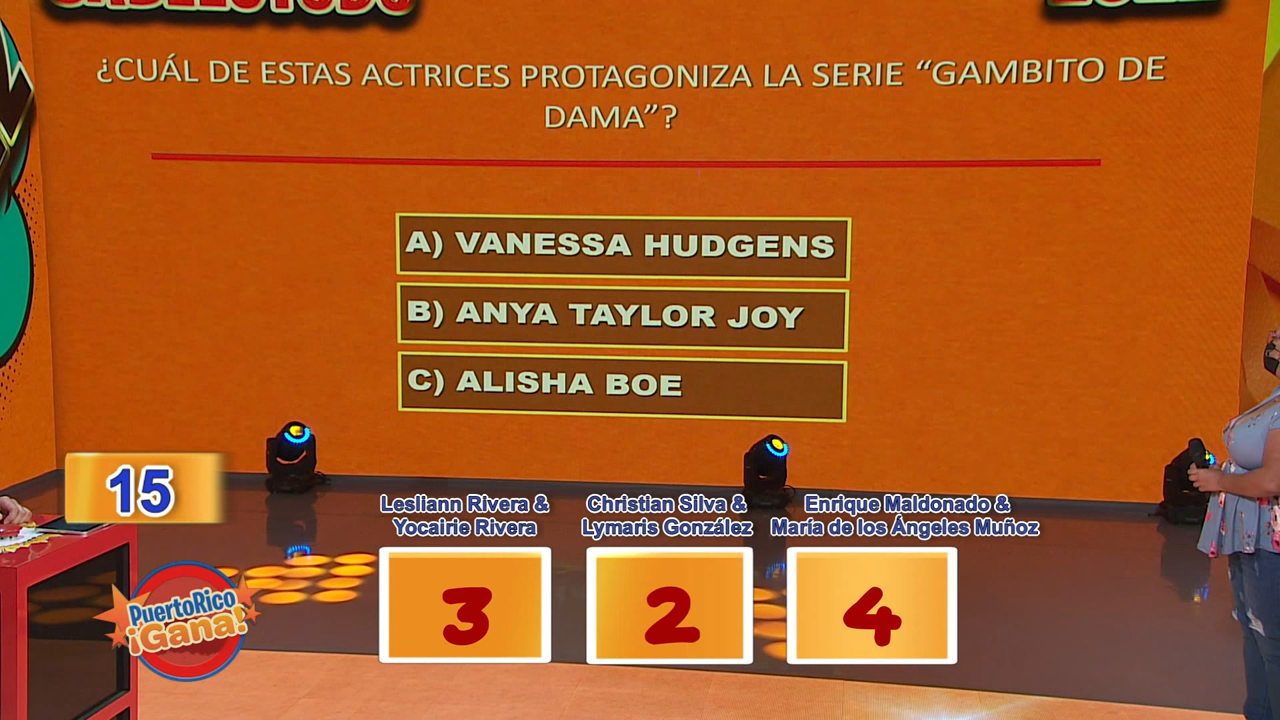 ¿CUÁL DE ESTAS ACTRICES PROTAGONIZA LA SERIE “GAMBITO DE
DAMA”?
A) VANESSA HUDGENS
B) ANYA TAYLOR JOY
C) ALISHA BOE
15
Lesliann Rivera &
Yocairie Rivera
Christian Silva &
Lymaris González
Enrique Maldonado &
María de los Ángeles Muñoz
3
2
4
PuertoRico
¡Gana!